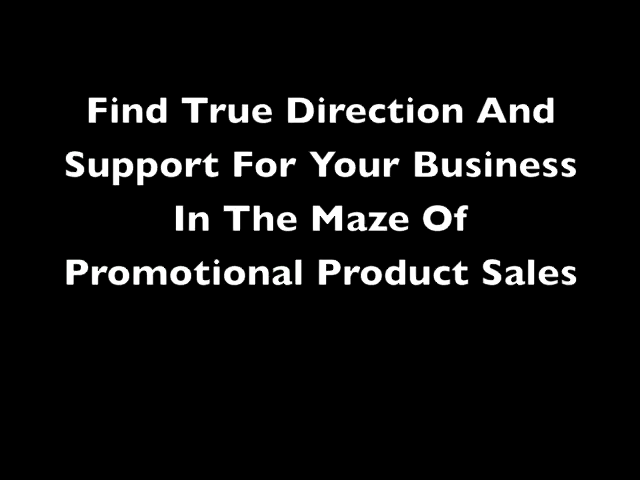 Find True Direction And
Support For Your Business
In The Maze Of
Promotional Product Sales